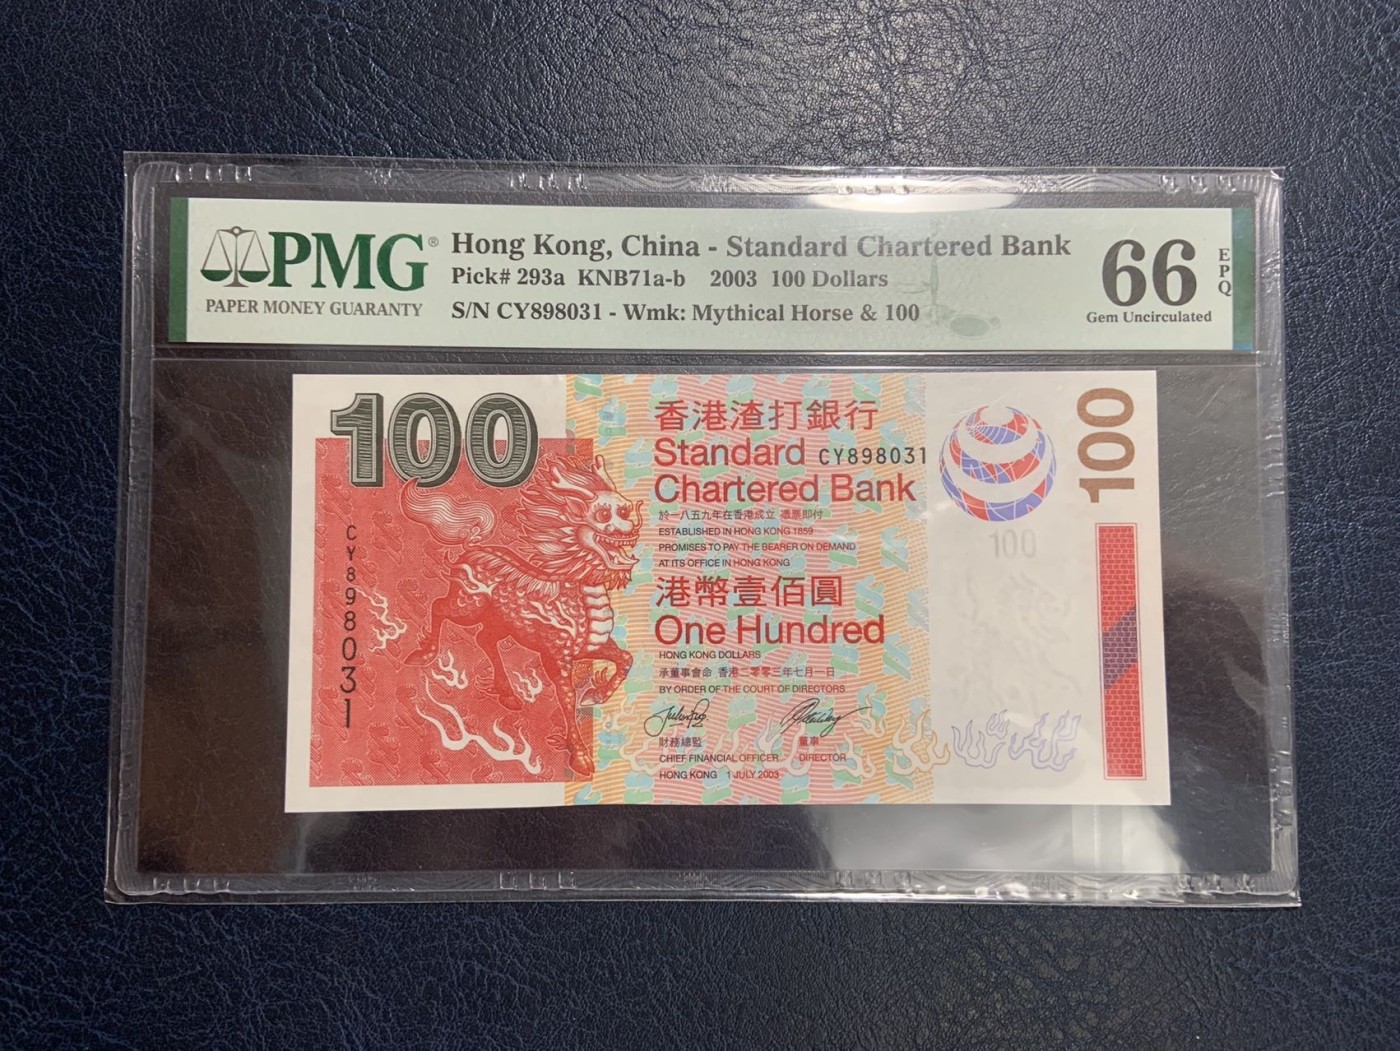 PMG®
PAPER MONEY GUARANTY
Hong Kong, China - Standard Chartered Bank
Pick# 293a KNB71a-b 2003 100 Dollars
S/N CY898031 - Wmk: Mythical Horse & 100
66
EPQ
Gem Uncirculated
100
CY898031
香港渣打銀行
Standard CY898031
Chartered Bank
於一八五九年在香港成立 憑票即付
ESTABLISHED IN HONG KONG 1859
PROMISES TO PAY THE BEARER ON DEMAND
AT ITS OFFICE IN HONG KONG
港幣壹佰圓
One Hundred
HONG KONG DOLLARS
承董事會命 香港二零零三年七月一日
BY ORDER OF THE COURT OF DIRECTORS
財務總監 董事
CHIEF FINANCIAL OFFICER DIRECTOR
HONG KONG 1 JULY 2003
100
100